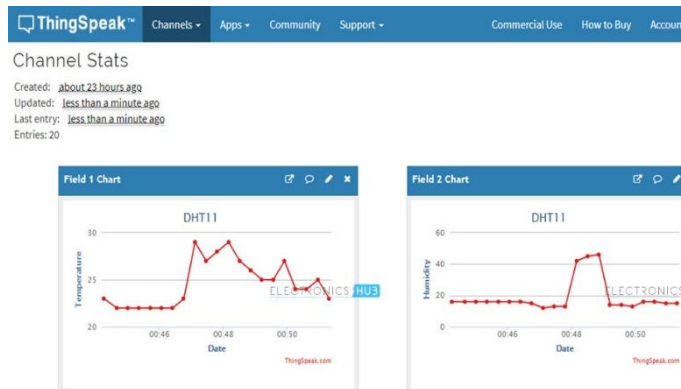 ThingSpeak™ Channels Apps Community Support Commercial Use How to Buy Accoun
Channel Stats
Created: about 23 hours ago
Updated: less than a minute ago
Last entry: less than a minute ago
Entries: 20
Field 1 Chart
DHT11
30
25
20
Temperature
00:46 00:48 00:50
Date
ThingSpeak.com
Field 2 Chart
DHT11
60
40
20
0
Humidity
00:46 00:48 00:50
Date
ThingSpeak.com
ELECTRONICS HUB
ELECTRONICS